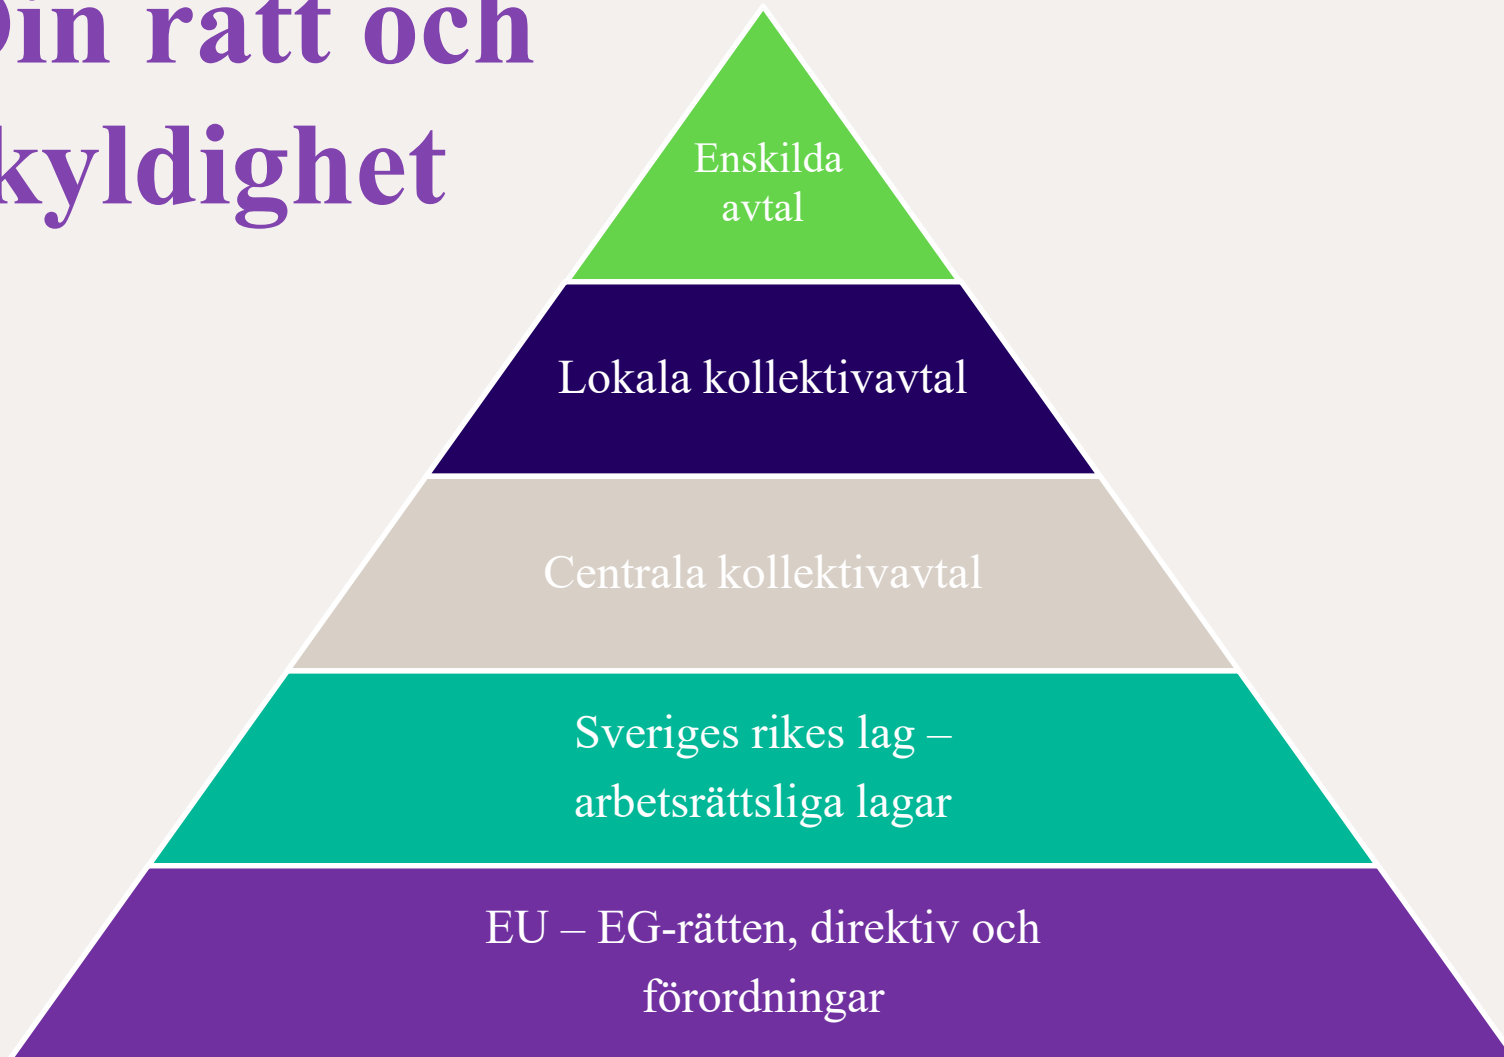 Din rätt och
kyldighet
Enskilda
avtal
Lokala kollektivavtal
Centrala kollektivavtal
Sveriges rikes lag –
arbetsrättsliga lagar
EU – EG-rätten, direktiv och
förordningar